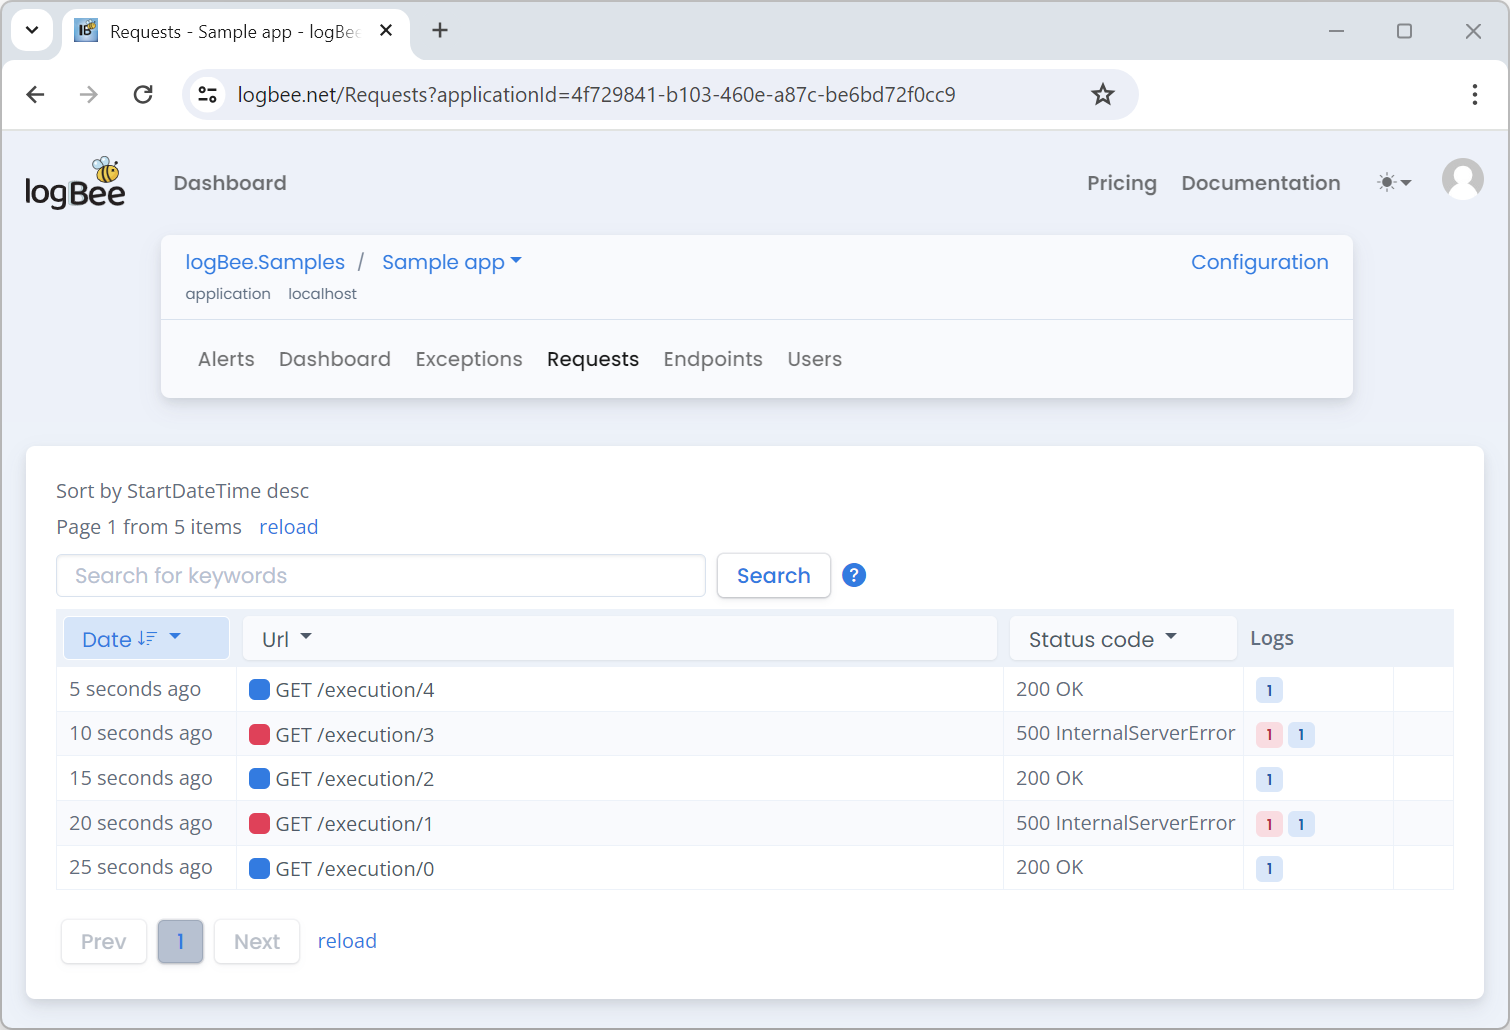 Requests - Sample app - logBee
logbee.net/Requests?applicationId=4f729841-b103-460e-a87c-be6bd72f0cc9
logBee Dashboard Pricing Documentation
logBee.Samples / Sample app Configuration
application localhost
Alerts Dashboard Exceptions Requests Endpoints Users
Sort by StartDateTime desc
Page 1 from 5 items reload
Search for keywords Search ?
Date Url Status code Logs
5 seconds ago GET /execution/4 200 OK 1
10 seconds ago GET /execution/3 500 InternalServerError 1 1
15 seconds ago GET /execution/2 200 OK 1
20 seconds ago GET /execution/1 500 InternalServerError 1 1
25 seconds ago GET /execution/0 200 OK 1
Prev 1 Next reload